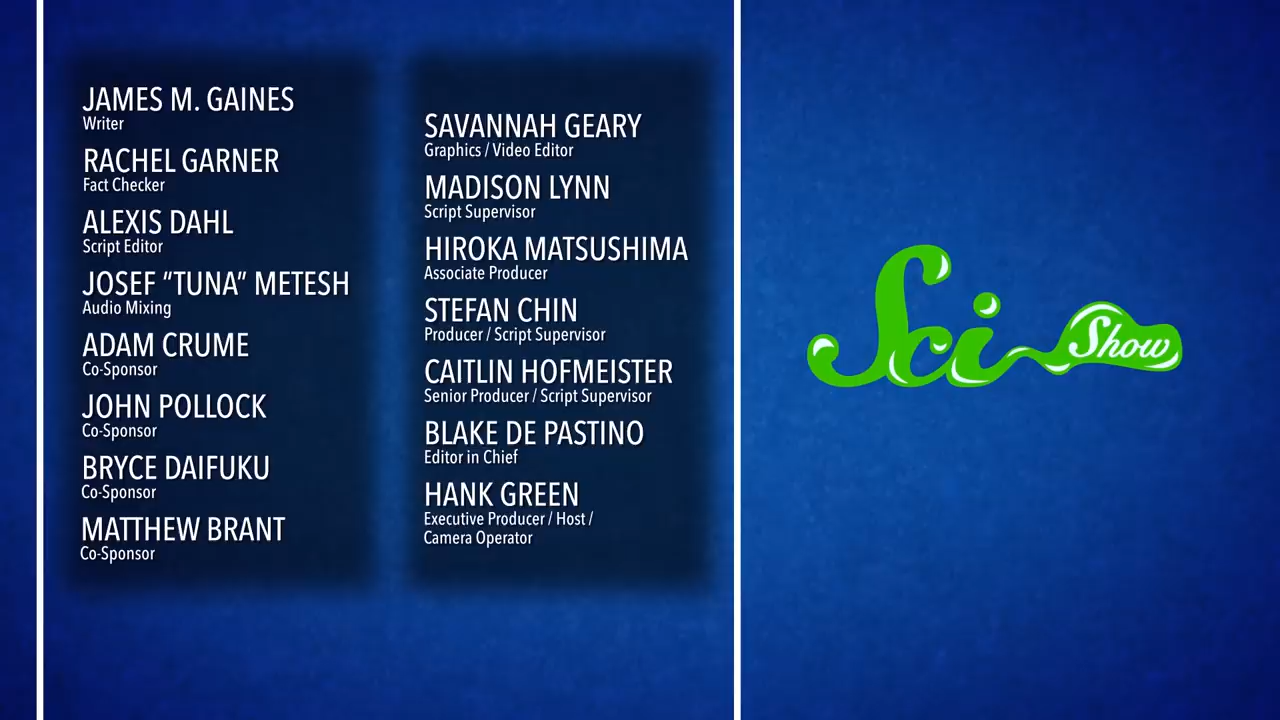 JAMES M. GAINES
Writer
RACHEL GARNER
Fact Checker
ALEXIS DAHL
Script Editor
JOSEF “TUNA” METESH
Audio Mixing
ADAM CRUME
Co-Sponsor
JOHN POLLOCK
Co-Sponsor
BRYCE DAIFUKU
Co-Sponsor
MATTHEW BRANT
Co-Sponsor
SAVANNAH GEARY
Graphics / Video Editor
MADISON LYNN
Script Supervisor
HIROKA MATSUSHIMA
Associate Producer
STEFAN CHIN
Producer / Script Supervisor
CAITLIN HOFMEISTER
Senior Producer / Script Supervisor
BLAKE DE PASTINO
Editor in Chief
HANK GREEN
Executive Producer / Host /
Camera Operator
Sci Show